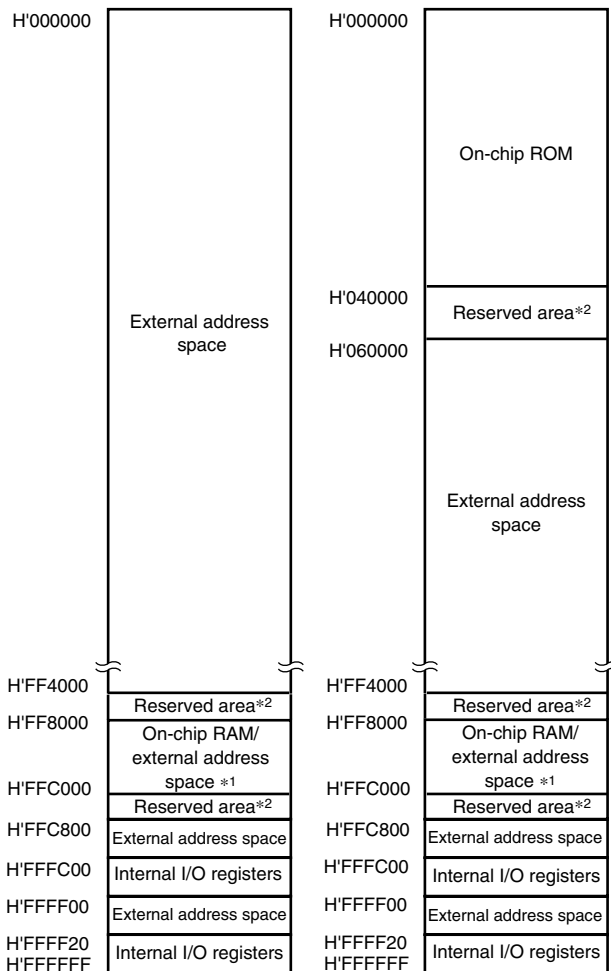 H'000000
External address
space
H'FF4000
Reserved area*2
H'FF8000
On-chip RAM/
external address
space *1
H'FFC000
Reserved area*2
H'FFC800
External address space
H'FFFC00
Internal I/O registers
H'FFFF00
External address space
H'FFFF20
Internal I/O registers
H'FFFFFF
H'000000
On-chip ROM
H'040000
Reserved area*2
H'060000
External address
space
H'FF4000
Reserved area*2
H'FF8000
On-chip RAM/
external address
space *1
H'FFC000
Reserved area*2
H'FFC800
External address space
H'FFFC00
Internal I/O registers
H'FFFF00
External address space
H'FFFF20
Internal I/O registers
H'FFFFFF